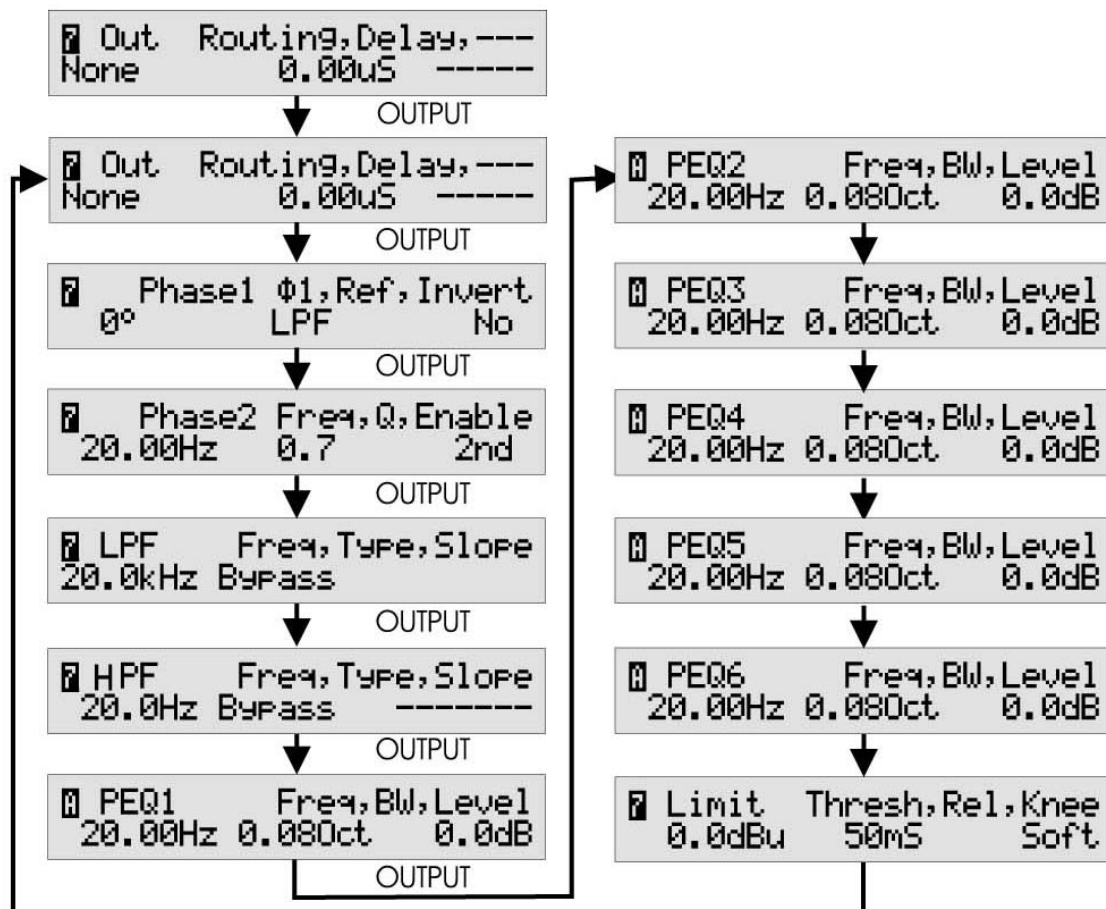 ? Out Routing,Delay,---
None 0.00uS -----
OUTPUT
? Out Routing,Delay,---
None 0.00uS -----
OUTPUT
? Phase1 Φ1,Ref,Invert
0° LPF No
OUTPUT
? Phase2 Freq,Q,Enable
20.00Hz 0.7 2nd
OUTPUT
? LPF Freq,Type,Slope
20.0kHz Bypass
OUTPUT
? HPF Freq,Type,Slope
20.0Hz Bypass -------
OUTPUT
PEQ1 Freq,BW,Level
20.00Hz 0.08Oct 0.0dB
OUTPUT
PEQ2 Freq,BW,Level
20.00Hz 0.08Oct 0.0dB
PEQ3 Freq,BW,Level
20.00Hz 0.08Oct 0.0dB
PEQ4 Freq,BW,Level
20.00Hz 0.08Oct 0.0dB
PEQ5 Freq,BW,Level
20.00Hz 0.08Oct 0.0dB
PEQ6 Freq,BW,Level
20.00Hz 0.08Oct 0.0dB
? Limit Thresh,Rel,Knee
0.0dBu 50mS Soft